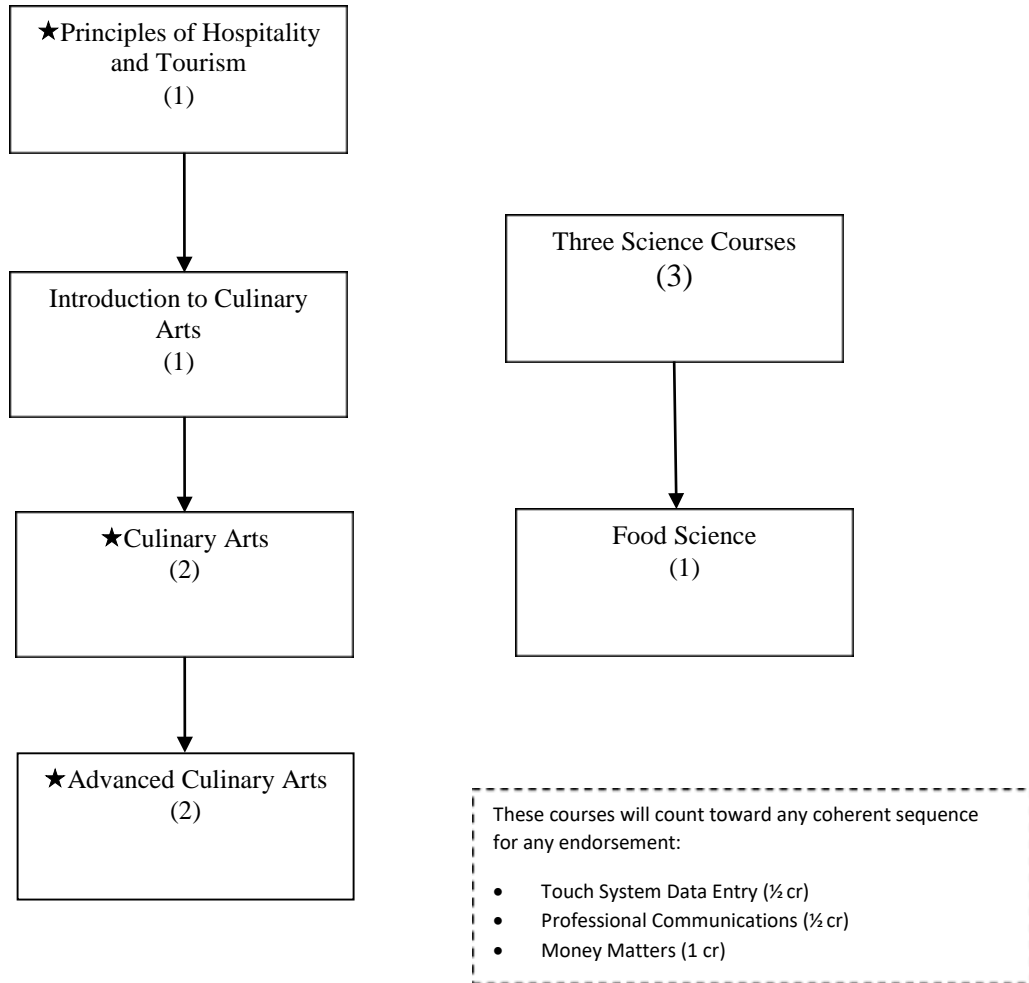 ★Principles of Hospitality
and Tourism
(1)
Introduction to Culinary
Arts
(1)
★Culinary Arts
(2)
★Advanced Culinary Arts
(2)
Three Science Courses
(3)
Food Science
(1)
These courses will count toward any coherent sequence
for any endorsement:
• Touch System Data Entry (½ cr)
• Professional Communications (½ cr)
• Money Matters (1 cr)